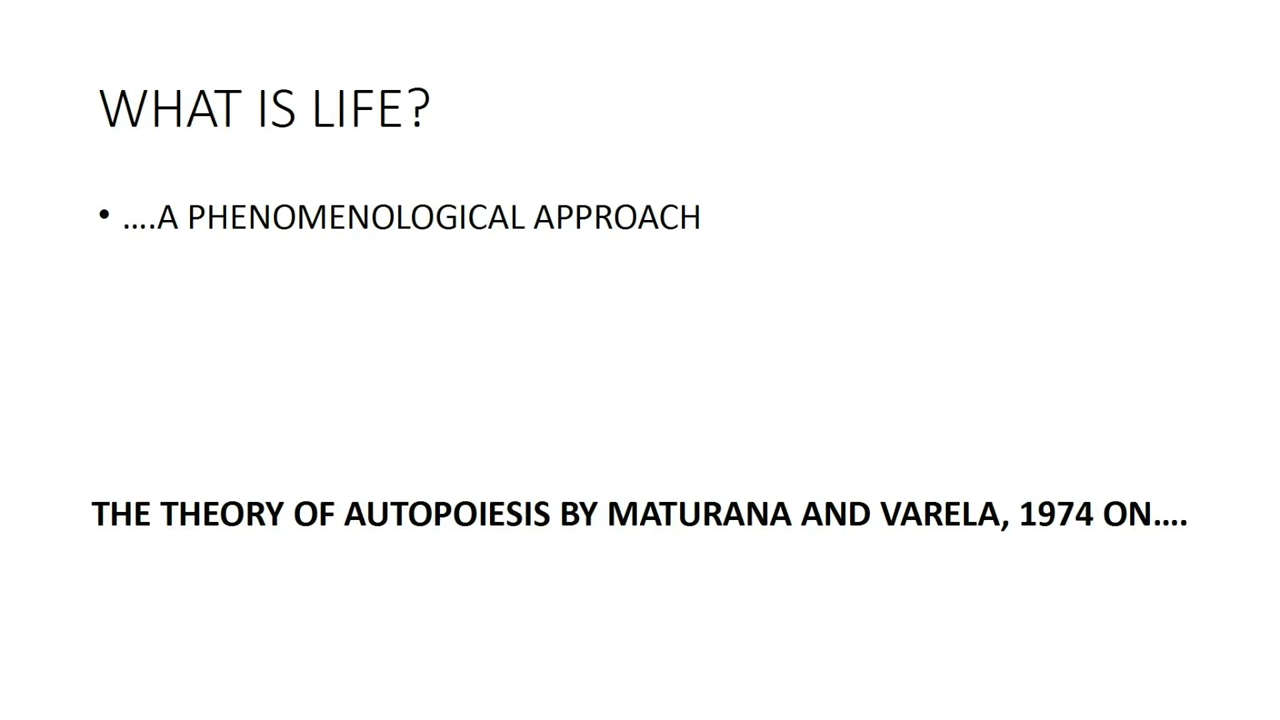 WHAT IS LIFE?
• ....A PHENOMENOLOGICAL APPROACH
THE THEORY OF AUTOPOIESIS BY MATURANA AND VARELA, 1974 ON....